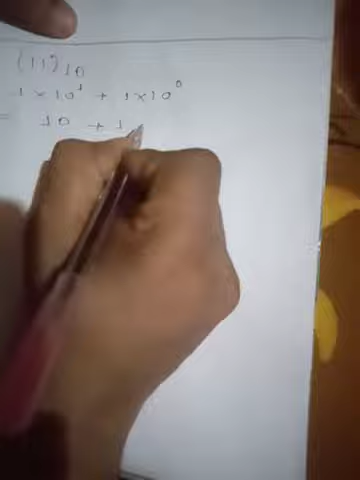 (11)10
1 × 10¹ + 1×10⁰
= 10 + 1